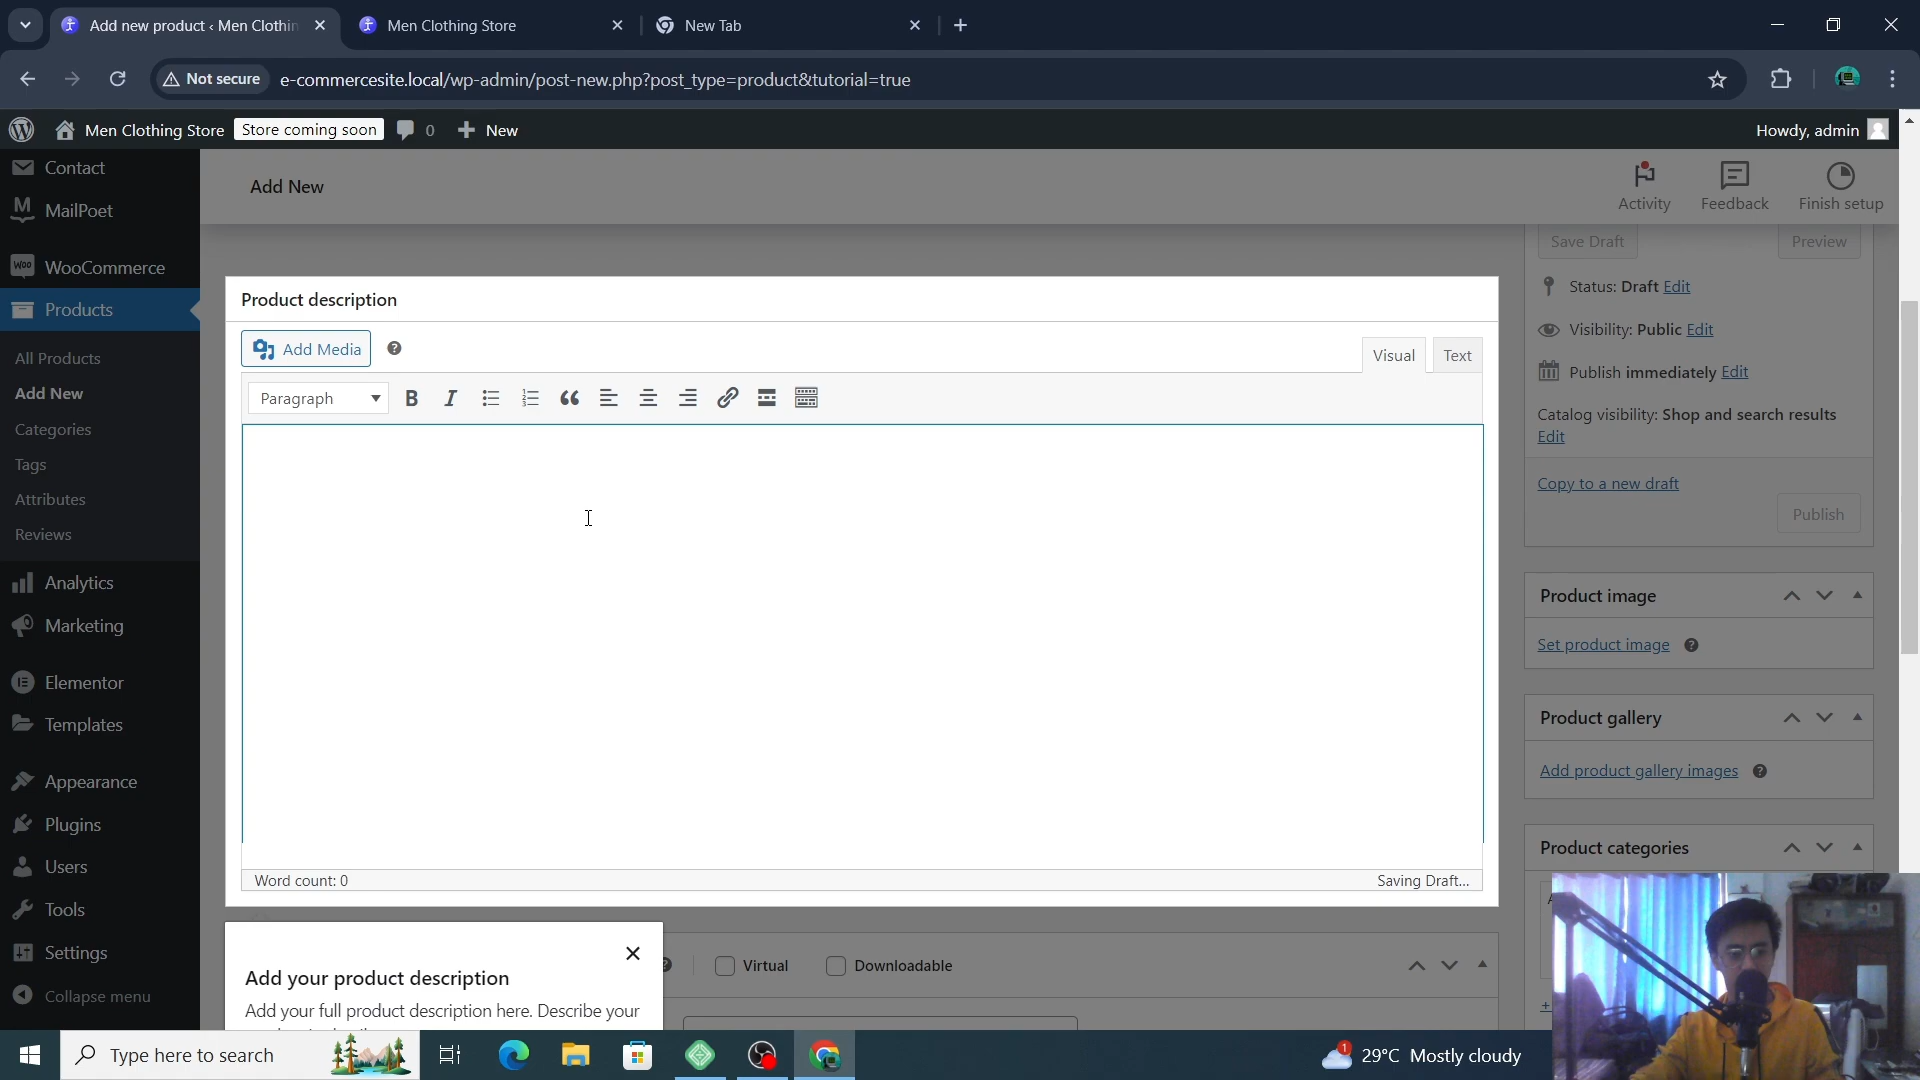 Add new product ‹ Men Clothin
Men Clothing Store
New Tab
Not secure
e-commercesite.local/wp-admin/post-new.php?post_type=product&tutorial=true
Men Clothing Store
Store coming soon
0
New
Howdy, admin
Contact
MailPoet
WooCommerce
Products
All Products
Add New
Categories
Tags
Attributes
Reviews
Analytics
Marketing
Elementor
Templates
Appearance
Plugins
Users
Tools
Settings
Collapse menu
Add New
Activity
Feedback
Finish setup
Product description
Add Media
Visual
Text
Paragraph
Word count: 0
Saving Draft...
Add your product description
Add your full product description here. Describe your
Virtual
Downloadable
Save Draft
Preview
Status: Draft Edit
Visibility: Public Edit
Publish immediately Edit
Catalog visibility: Shop and search results
Edit
Copy to a new draft
Publish
Product image
Set product image
Product gallery
Add product gallery images
Product categories
Type here to search
1
29°C Mostly cloudy